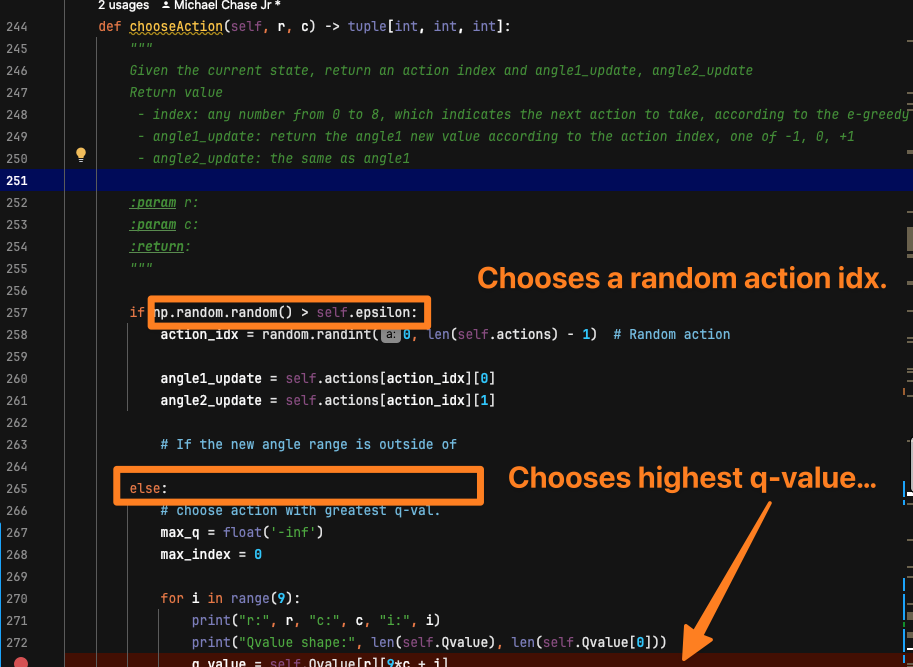 2 usages Michael Chase Jr *
244 def chooseAction(self, r, c) -> tuple[int, int, int]:
245 """
246 Given the current state, return an action index and angle1_update, angle2_update
247 Return value
248 - index: any number from 0 to 8, which indicates the next action to take, according to the e-greedy
249 - angle1_update: return the angle1 new value according to the action index, one of -1, 0, +1
250 - angle2_update: the same as angle1
251
252 :param r:
253 :param c:
254 :return:
255 """
Chooses a random action idx.
256
257 if np.random.random() > self.epsilon:
258 action_idx = random.randint( a: 0, len(self.actions) - 1) # Random action
259
260 angle1_update = self.actions[action_idx][0]
261 angle2_update = self.actions[action_idx][1]
262
263 # If the new angle range is outside of
264
Chooses highest q-value...
265 else:
266 # choose action with greatest q-val.
267 max_q = float('-inf')
268 max_index = 0
269
270 for i in range(9):
271 print("r:", r, "c:", c, "i:", i)
272 print("Qvalue shape:", len(self.Qvalue), len(self.Qvalue[0]))
q_value = self.Qvalue[r][9*c + i]